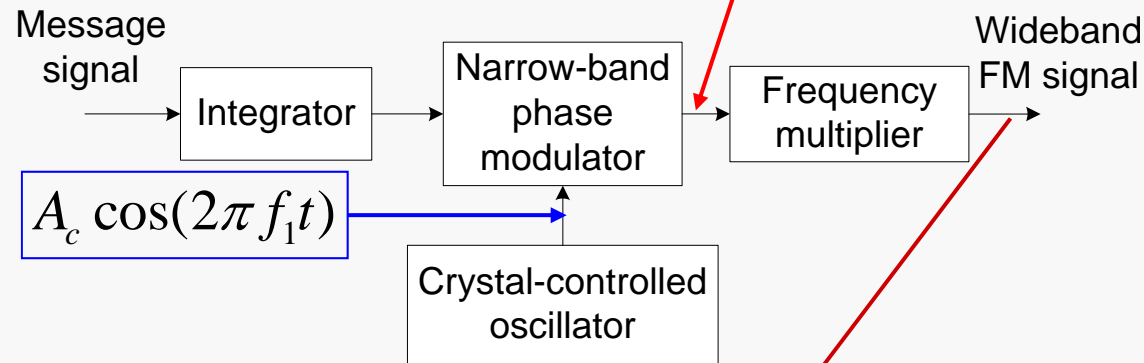 Message
signal
Integrator
Narrow-band
phase
modulator
Frequency
multiplier
Wideband
FM signal
A_c cos(2π f_1 t)
Crystal-controlled
oscillator